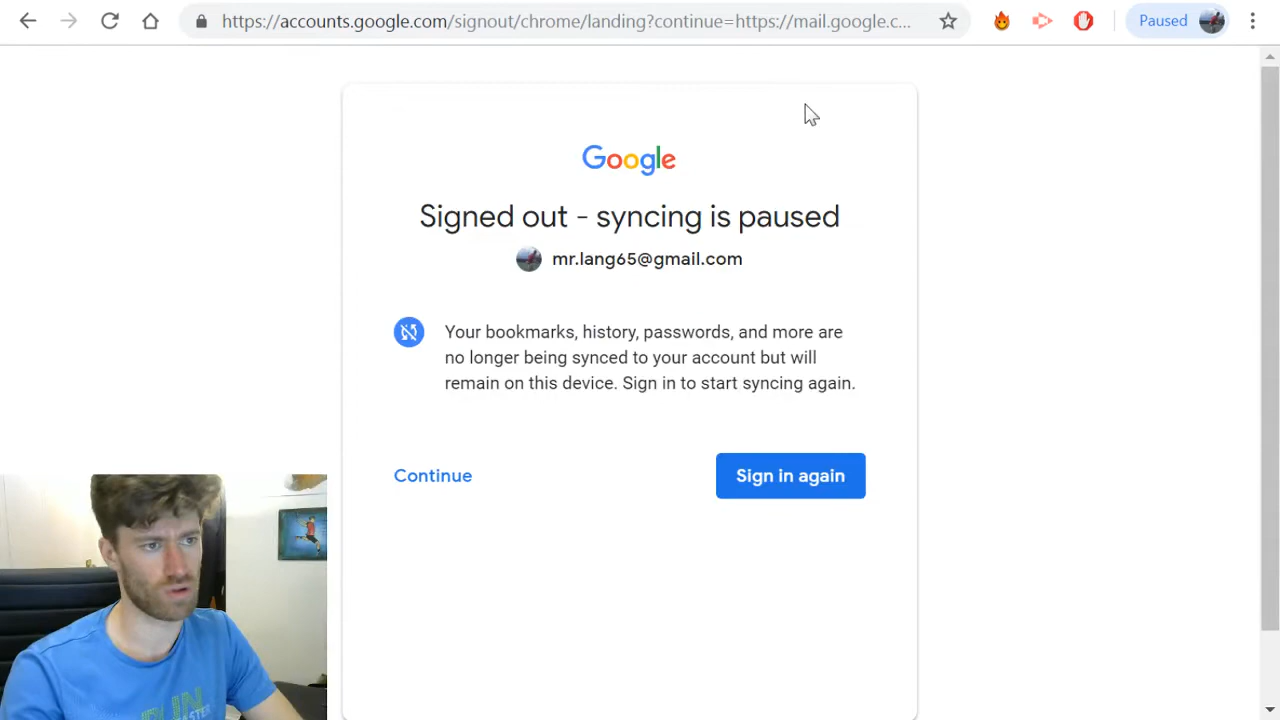 https://accounts.google.com/signout/chrome/landing?continue=https://mail.google.c...
Paused
Google
Signed out - syncing is paused
mr.lang65@gmail.com
Your bookmarks, history, passwords, and more are
no longer being synced to your account but will
remain on this device. Sign in to start syncing again.
Continue
Sign in again
RUN